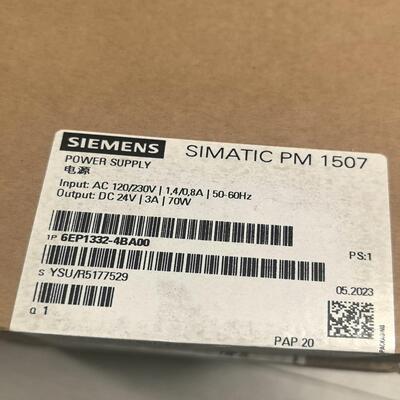 SIEMENS
SIMATIC PM 1507
POWER SUPPLY
电源
Input: AC 120/230V | 1,4/0,8A | 50-60Hz
Output: DC 24V | 3A | 70W
1P 6EP1332-4BA00
PS:1
S YSU/R5177529
05.2023
Q 1
PAP 20
PACKAGING